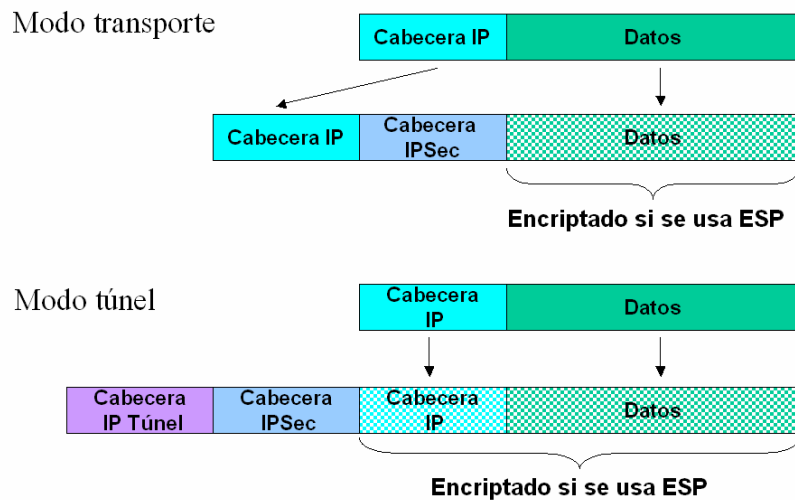 Modo transporte
Cabecera IP
Datos
Cabecera IP
Cabecera
IPSec
Datos
Encriptado si se usa ESP
Modo túnel
Cabecera
IP
Datos
Cabecera
IP Túnel
Cabecera
IPSec
Cabecera
IP
Datos
Encriptado si se usa ESP